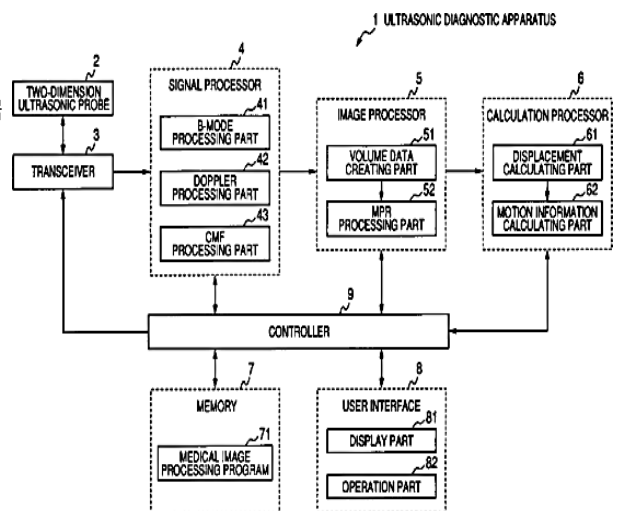 1 ULTRASONIC DIAGNOSTIC APPARATUS
2
TWO-DIMENSION
ULTRASONIC PROBE
3
TRANSCEIVER
4
SIGNAL PROCESSOR
41
B-MODE
PROCESSING PART
42
DOPPLER
PROCESSING PART
43
CMF
PROCESSING PART
5
IMAGE PROCESSOR
51
VOLUME DATA
CREATING PART
52
MPR
PROCESSING PART
6
CALCULATION PROCESSOR
61
DISPLACEMENT
CALCULATING PART
62
MOTION INFORMATION
CALCULATING PART
9
CONTROLLER
7
MEMORY
71
MEDICAL IMAGE
PROCESSING PROGRAM
8
USER INTERFACE
81
DISPLAY PART
82
OPERATION PART